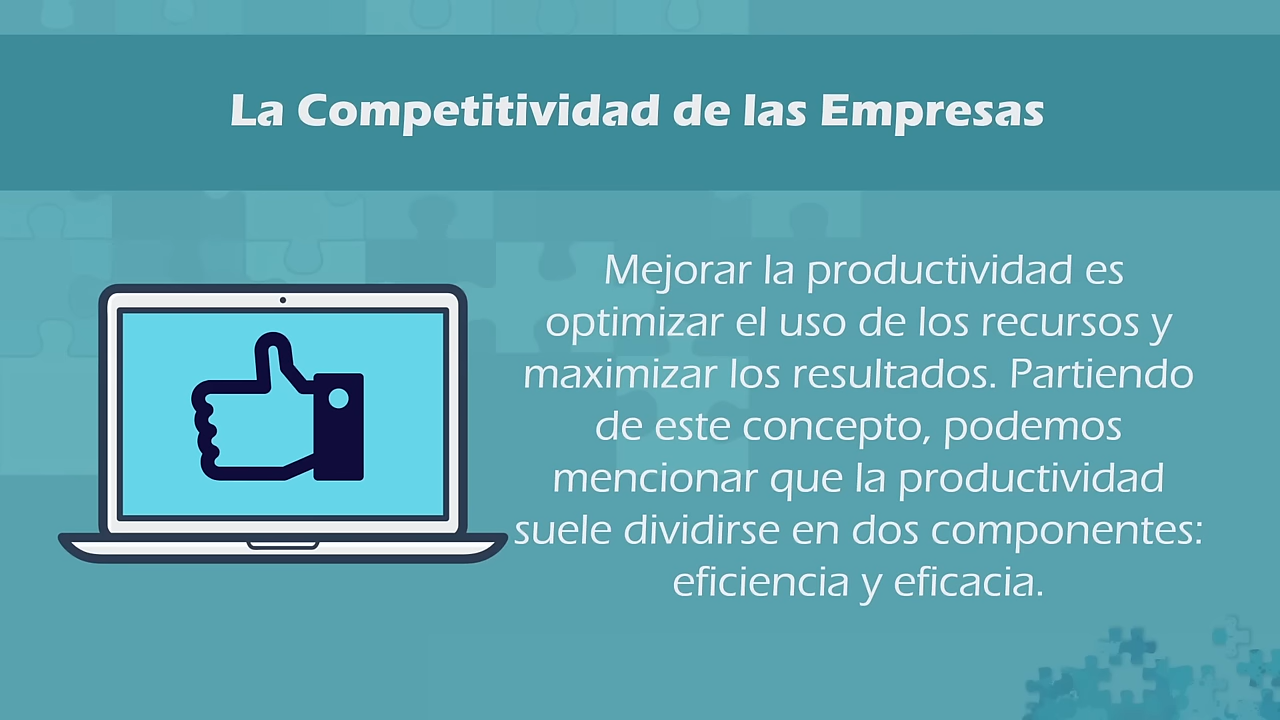 La Competitividad de las Empresas
Mejorar la productividad es
optimizar el uso de los recursos y
maximizar los resultados. Partiendo
de este concepto, podemos
mencionar que la productividad
suele dividirse en dos componentes:
eficiencia y eficacia.